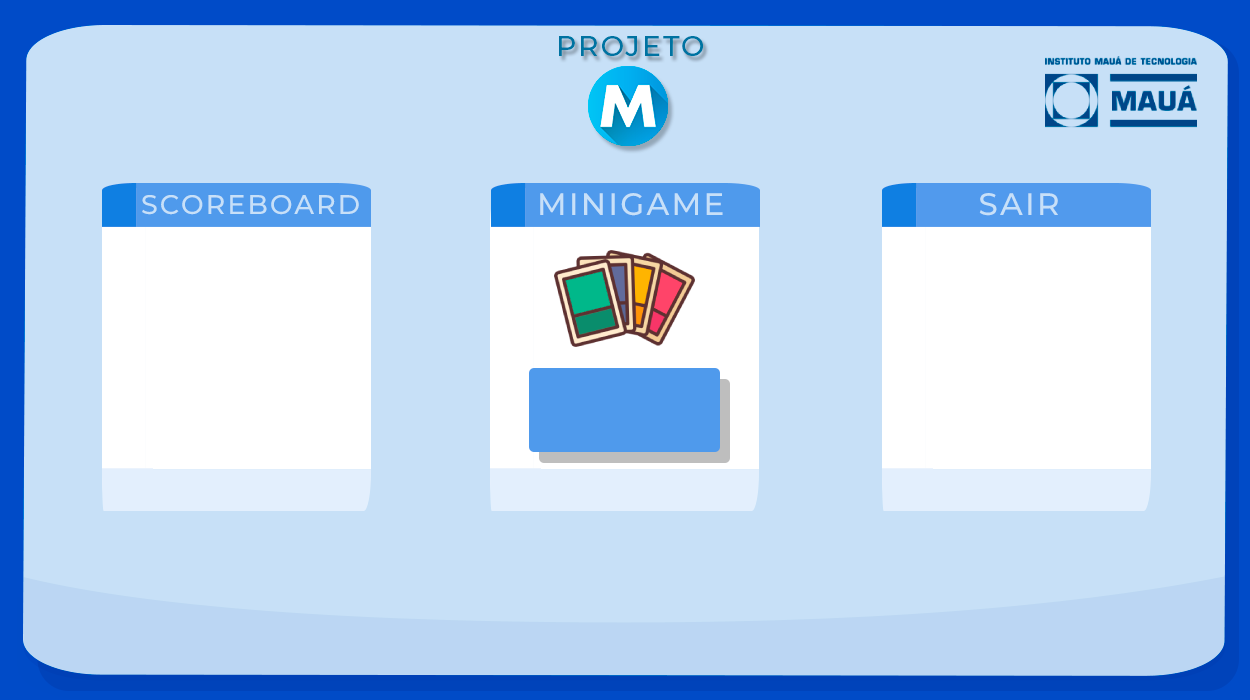 PROJETO
M
INSTITUTO MAUÁ DE TECNOLOGIA
MAUÁ
SCOREBOARD
MINIGAME
SAIR